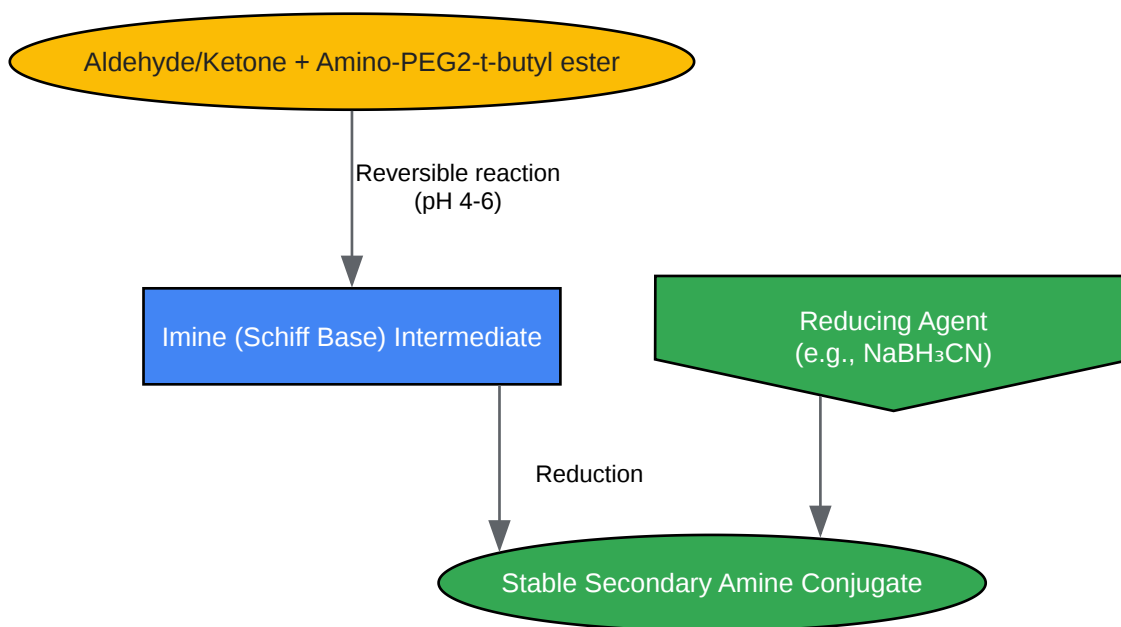 Aldehyde/Ketone + Amino-PEG2-t-butyl ester
Reversible reaction
(pH 4-6)
Imine (Schiff Base) Intermediate
Reducing Agent
(e.g., NaBH₃CN)
Reduction
Stable Secondary Amine Conjugate